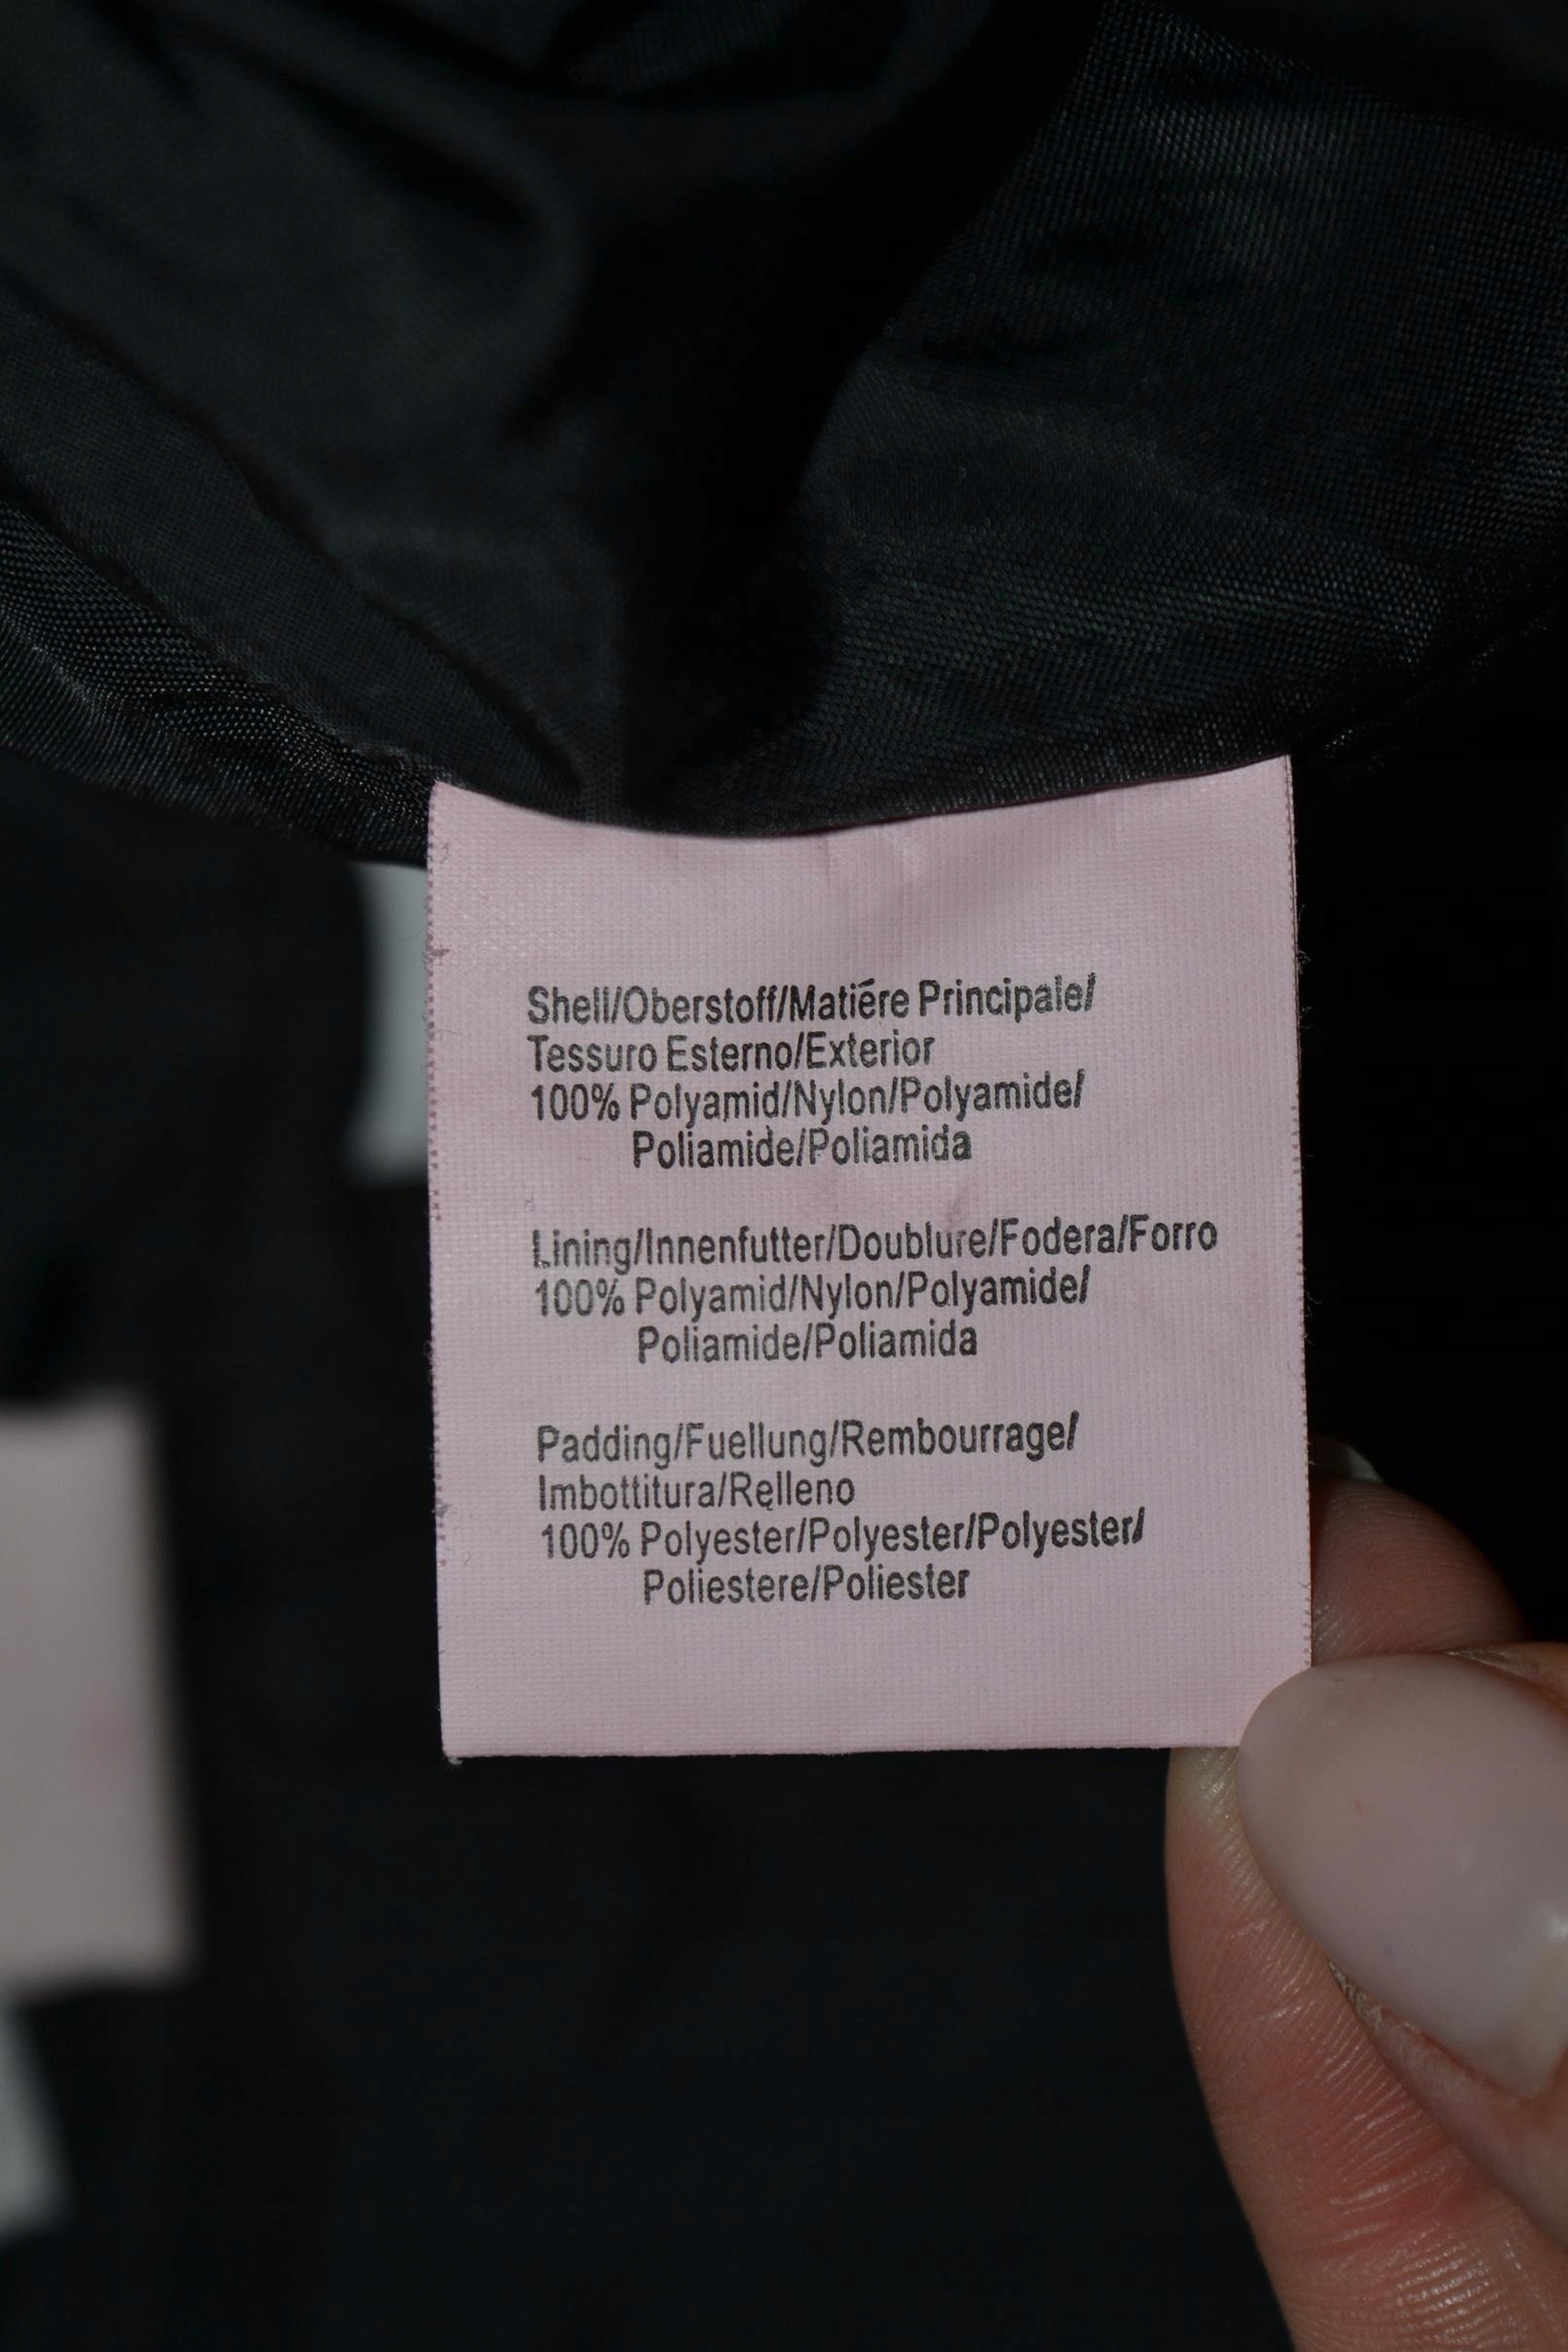 Shell/Oberstoff/Matiére Principale/
Tessuro Esterno/Exterior
100% Polyamid/Nylon/Polyamide/
Poliamide/Poliamida
Lining/Innenfutter/Doublure/Fodera/Forro
100% Polyamid/Nylon/Polyamide/
Poliamide/Poliamida
Padding/Fuellung/Rembourrage/
Imbottitura/Relleno
100% Polyester/Polyester/Polyester/
Poliestere/Poliester